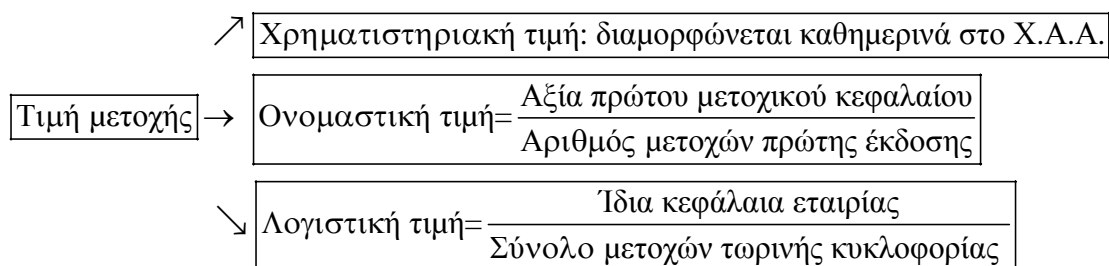 ↗ Χρηματιστηριακή τιμή: διαμορφώνεται καθημερινά στο Χ.Α.Α.
Τιμή μετοχής → Ονομαστική τιμή= Αξία πρώτου μετοχικού κεφαλαίου
Αριθμός μετοχών πρώτης έκδοσης
↘ Λογιστική τιμή= Ίδια κεφάλαια εταιρίας
Σύνολο μετοχών τωρινής κυκλοφορίας